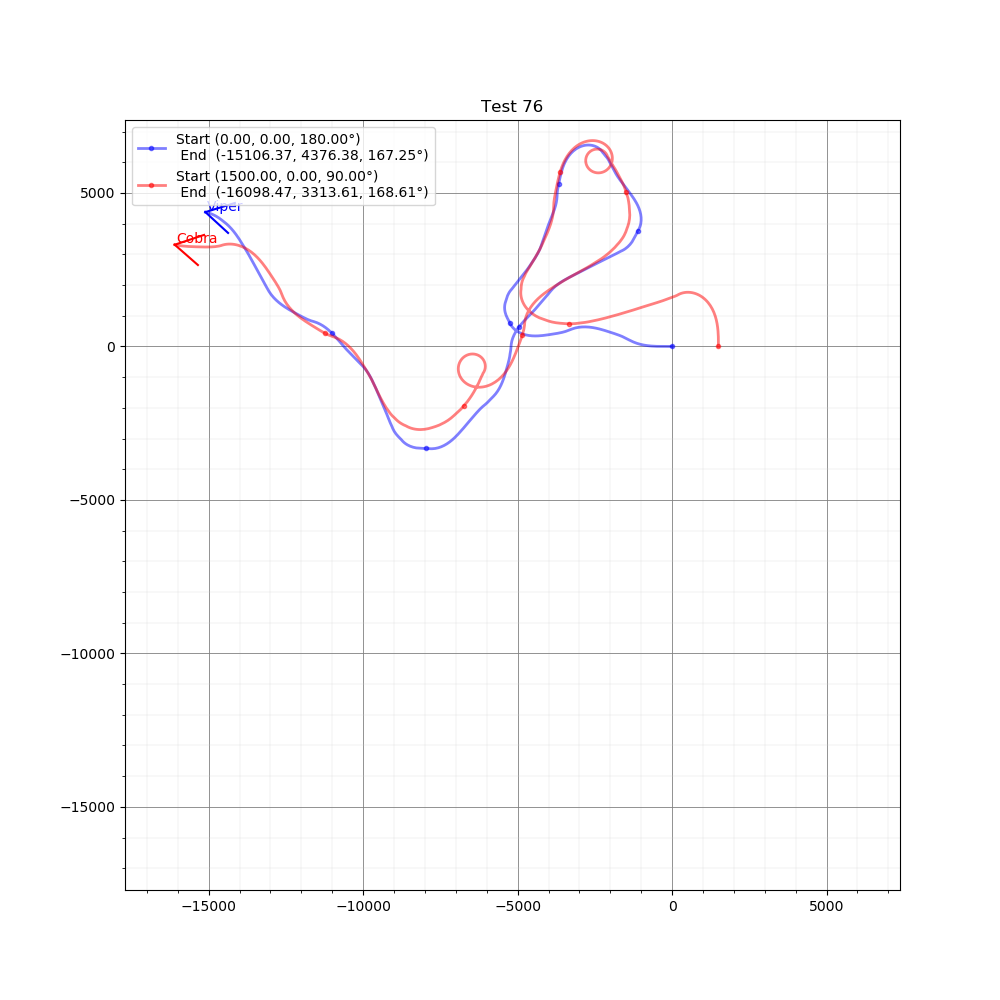 Test 76
Start (0.00, 0.00, 180.00°)
End (-15106.37, 4376.38, 167.25°)
Start (1500.00, 0.00, 90.00°)
End (-16098.47, 3313.61, 168.61°)
Viper
Cobra
5000
0
−5000
−10000
−15000
−15000
−10000
−5000
0
5000